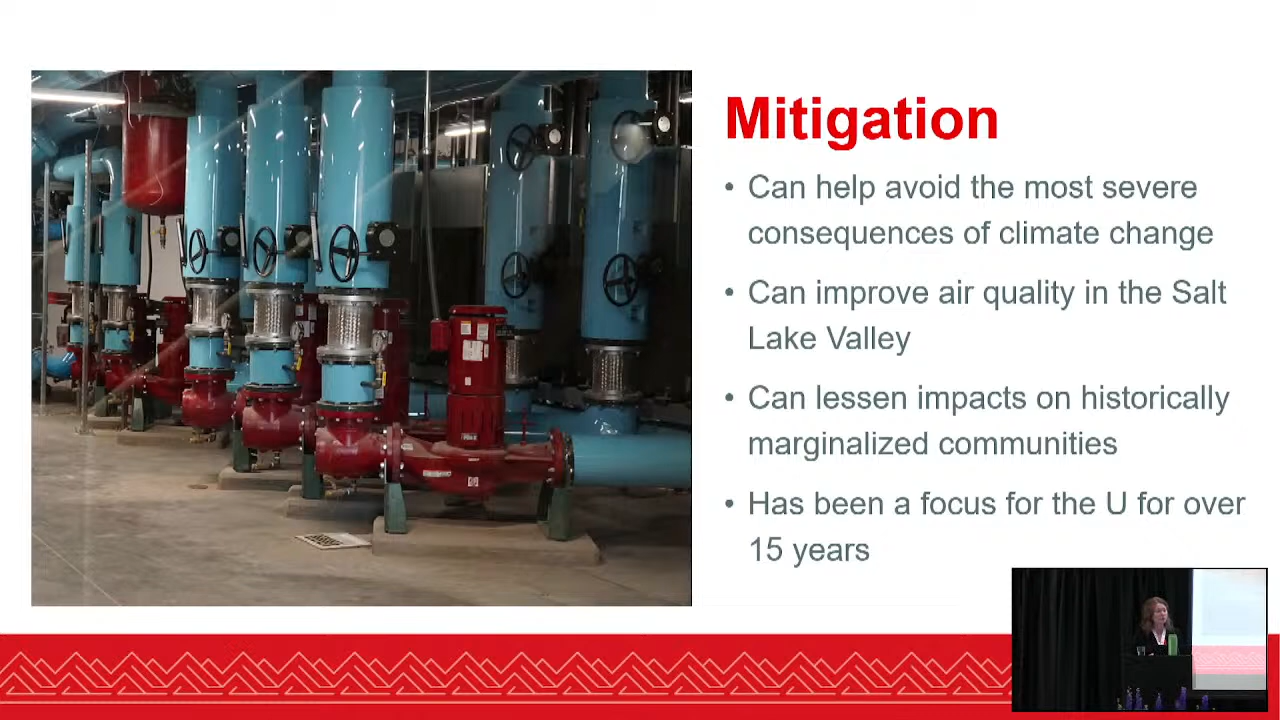 Mitigation
• Can help avoid the most severe
consequences of climate change
• Can improve air quality in the Salt
Lake Valley
• Can lessen impacts on historically
marginalized communities
• Has been a focus for the U for over
15 years